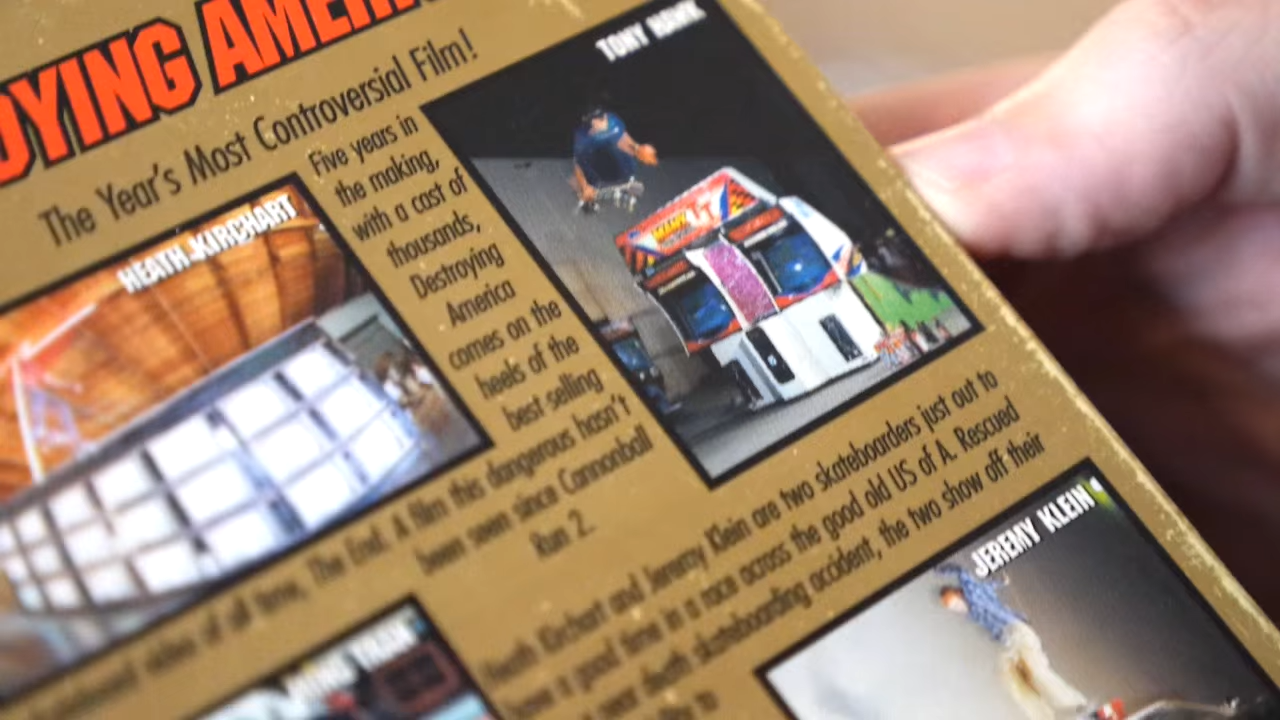 OYING AMERI
The Year's Most Controversial Film!
TONY HAWK
HEATH KIRCHART
Five years in
the making,
with a cost of
thousands,
Destroying
America
comes on the
heels of the
best selling
skateboard video of all time, The End. A film this dangerous hasn't
been seen since Cannonball
Run 2.
Heath Kirchart and Jeremy Klein are two skateboarders just out to
have a good time in a race across the good old US of A. Rescued
near death skateboarding accident, the two show off their
to
JEREMY KLEIN